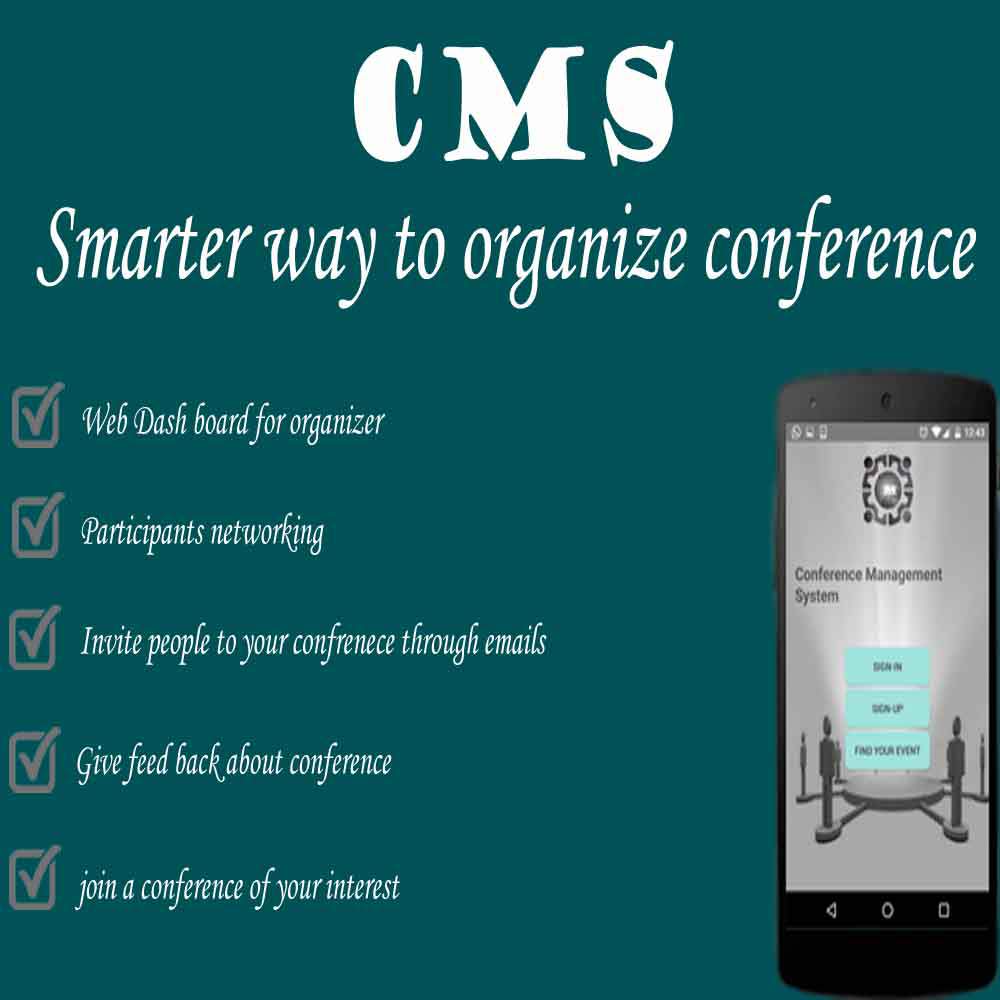 CMS
Smarter way to organize conference
Web Dash board for organizer
Participants networking
Invite people to your confrenece through emails
Give feed back about conference
join a conference of your interest
12:43
Conference Management
System
SIGN-IN
SIGN-UP
FIND YOUR EVENT